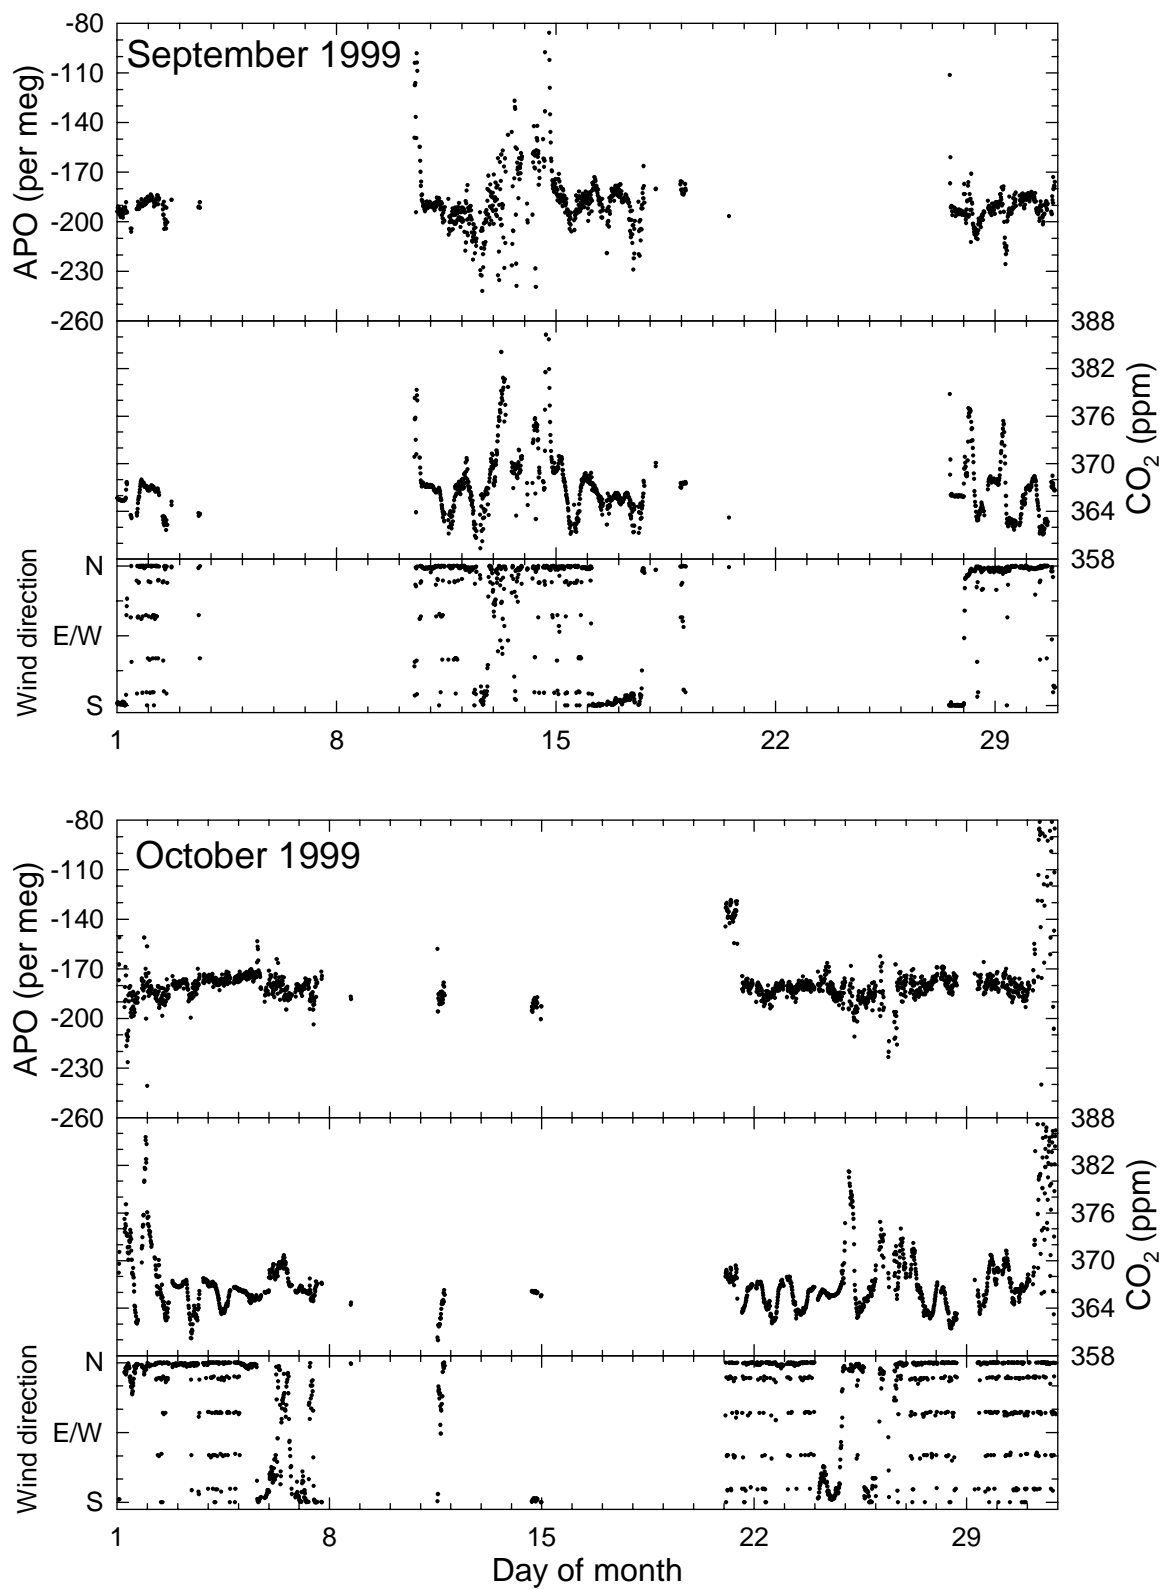 September 1999
APO (per meg)
-80
-110
-140
-170
-200
-230
-260
CO2 (ppm)
388
382
376
370
364
358
Wind direction
N
E/W
S
1 8 15 22 29
October 1999
APO (per meg)
-80
-110
-140
-170
-200
-230
-260
CO2 (ppm)
388
382
376
370
364
358
Wind direction
N
E/W
S
1 8 15 22 29
Day of month